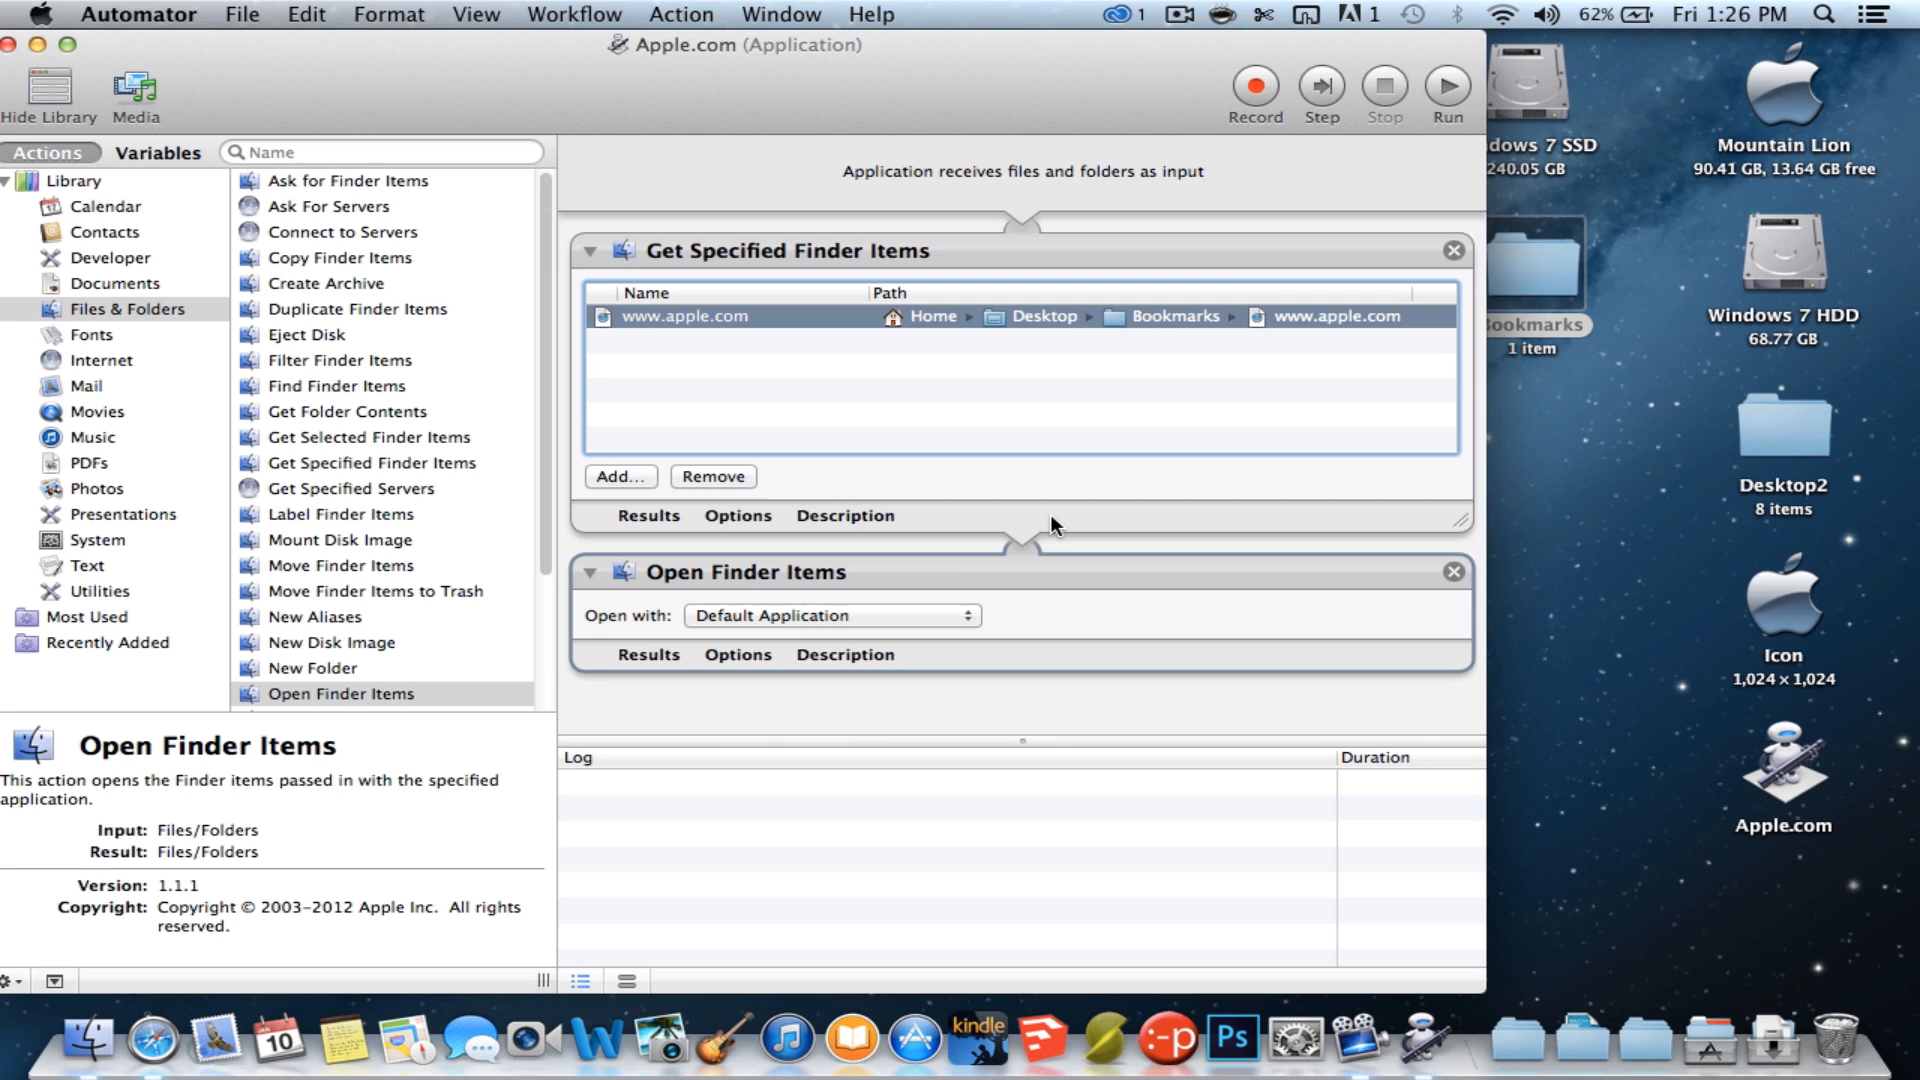 Automator File Edit Format View Workflow Action Window Help 1 1 62% Fri 1:26 PM
Apple.com (Application)
Hide Library Media Record Step Stop Run
Actions Variables Name
Library
Calendar
Contacts
Developer
Documents
Files & Folders
Fonts
Internet
Mail
Movies
Music
PDFs
Photos
Presentations
System
Text
Utilities
Most Used
Recently Added
Ask for Finder Items
Ask For Servers
Connect to Servers
Copy Finder Items
Create Archive
Duplicate Finder Items
Eject Disk
Filter Finder Items
Find Finder Items
Get Folder Contents
Get Selected Finder Items
Get Specified Finder Items
Get Specified Servers
Label Finder Items
Mount Disk Image
Move Finder Items
Move Finder Items to Trash
New Aliases
New Disk Image
New Folder
Open Finder Items
Open Finder Items
This action opens the Finder items passed in with the specified
application.
Input: Files/Folders
Result: Files/Folders
Version: 1.1.1
Copyright: Copyright © 2003-2012 Apple Inc. All rights
reserved.
Application receives files and folders as input
Get Specified Finder Items
Name Path
www.apple.com Home Desktop Bookmarks www.apple.com
Add... Remove
Results Options Description
Open Finder Items
Open with: Default Application
Results Options Description
Log Duration
dows 7 SSD
240.05 GB
Bookmarks
1 item
Mountain Lion
90.41 GB, 13.64 GB free
Windows 7 HDD
68.77 GB
Desktop2
8 items
Icon
1,024 × 1,024
Apple.com
JAN
10
W
kindle
:-p
Ps